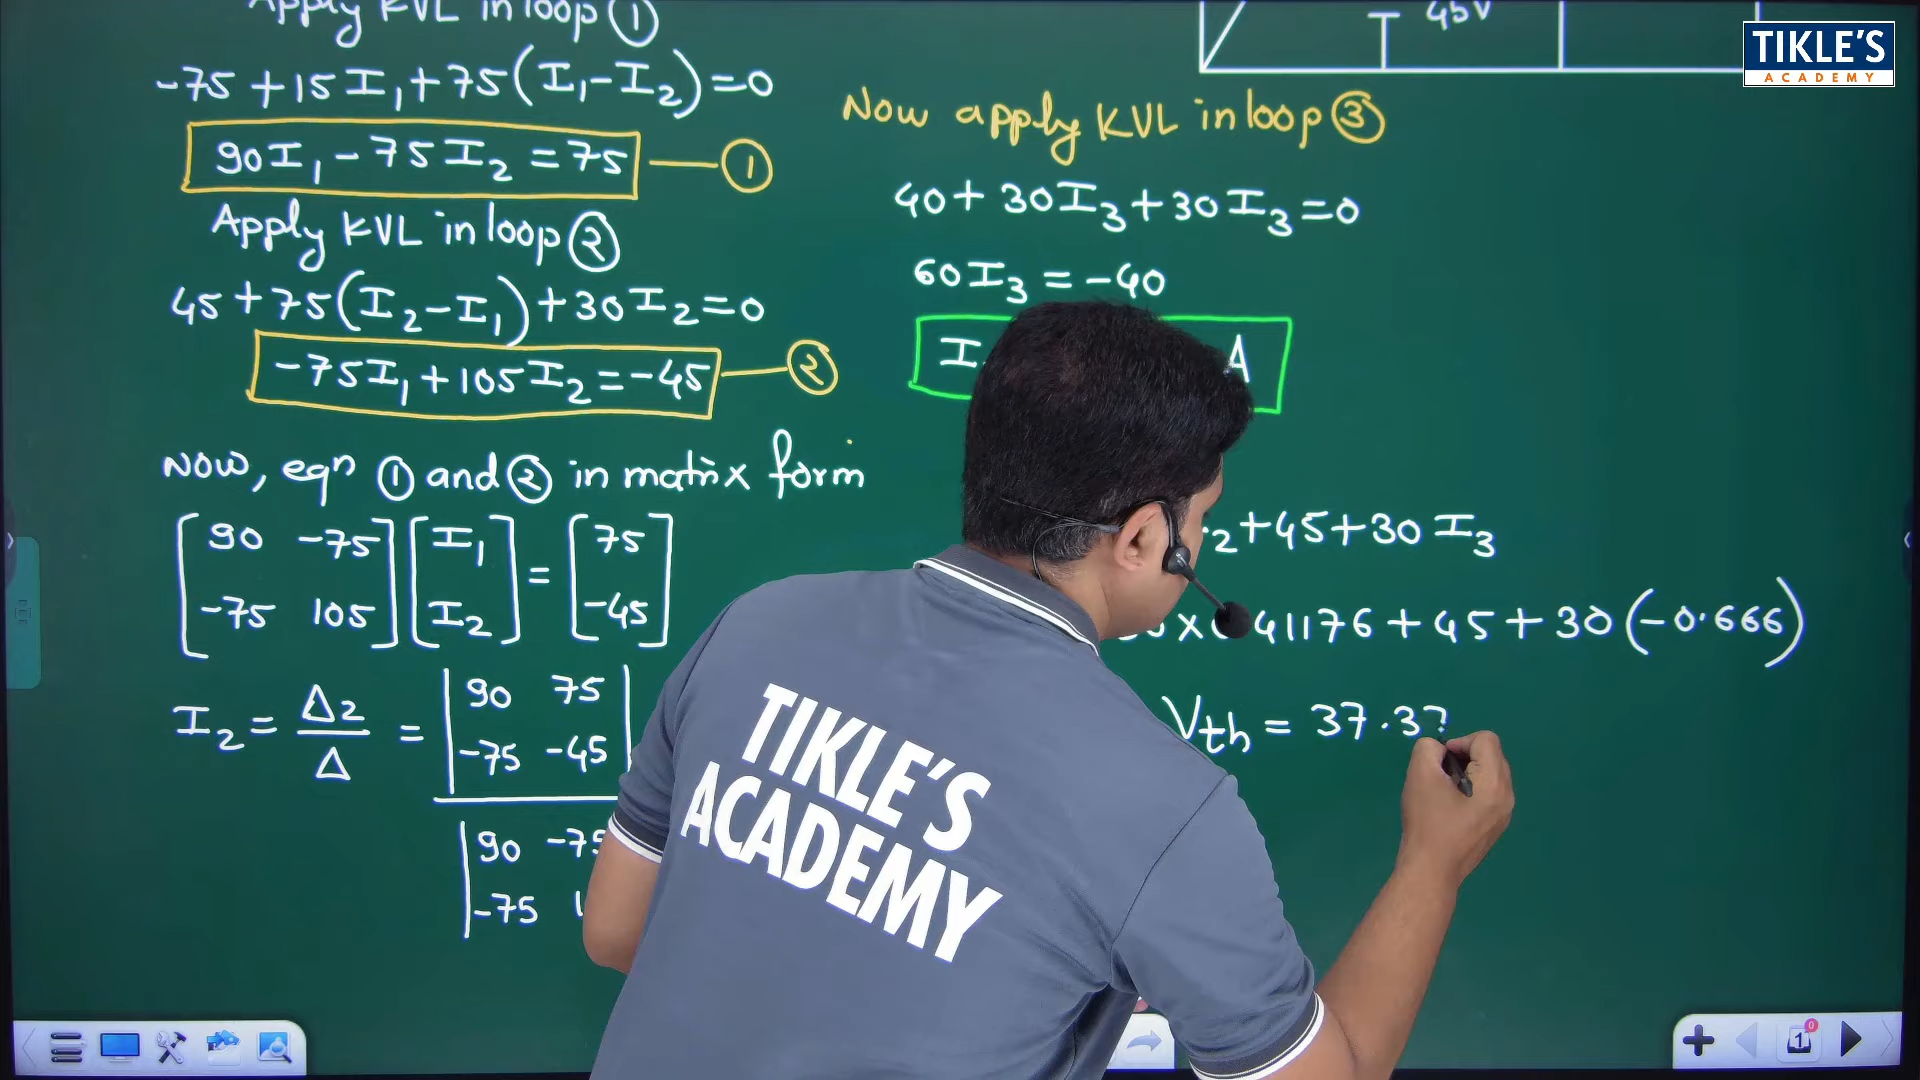 Apply KVL in loop ①
-75 + 15 I₁ + 75 (I₁ - I₂) = 0
90 I₁ - 75 I₂ = 75 — ①
Apply KVL in loop ②
45 + 75 (I₂ - I₁) + 30 I₂ = 0
-75 I₁ + 105 I₂ = -45 — ②
Now, eqⁿ ① and ② in matrix form
[90 -75] [I₁] = [75]
[-75 105] [I₂] [-45]
I₂ = Δ2 / Δ =
|90 75|
|-75 -45|
|90 -75
|-75
45V
TIKLE'S
ACADEMY
Now apply KVL in loop ③
40 + 30 I₃ + 30 I₃ = 0
60 I₃ = -40
I A
₂ + 45 + 30 I₃
× 41176 + 45 + 30 (-0.666)
Vth = 37.3
TIKLE'S
ACADEMY
1
0